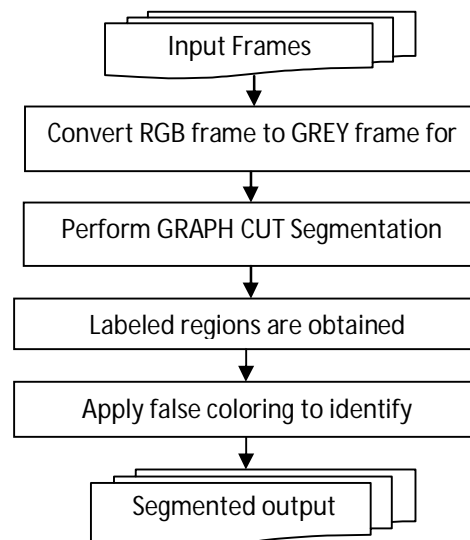 Input Frames
Convert RGB frame to GREY frame for
Perform GRAPH CUT Segmentation
Labeled regions are obtained
Apply false coloring to identify
Segmented output